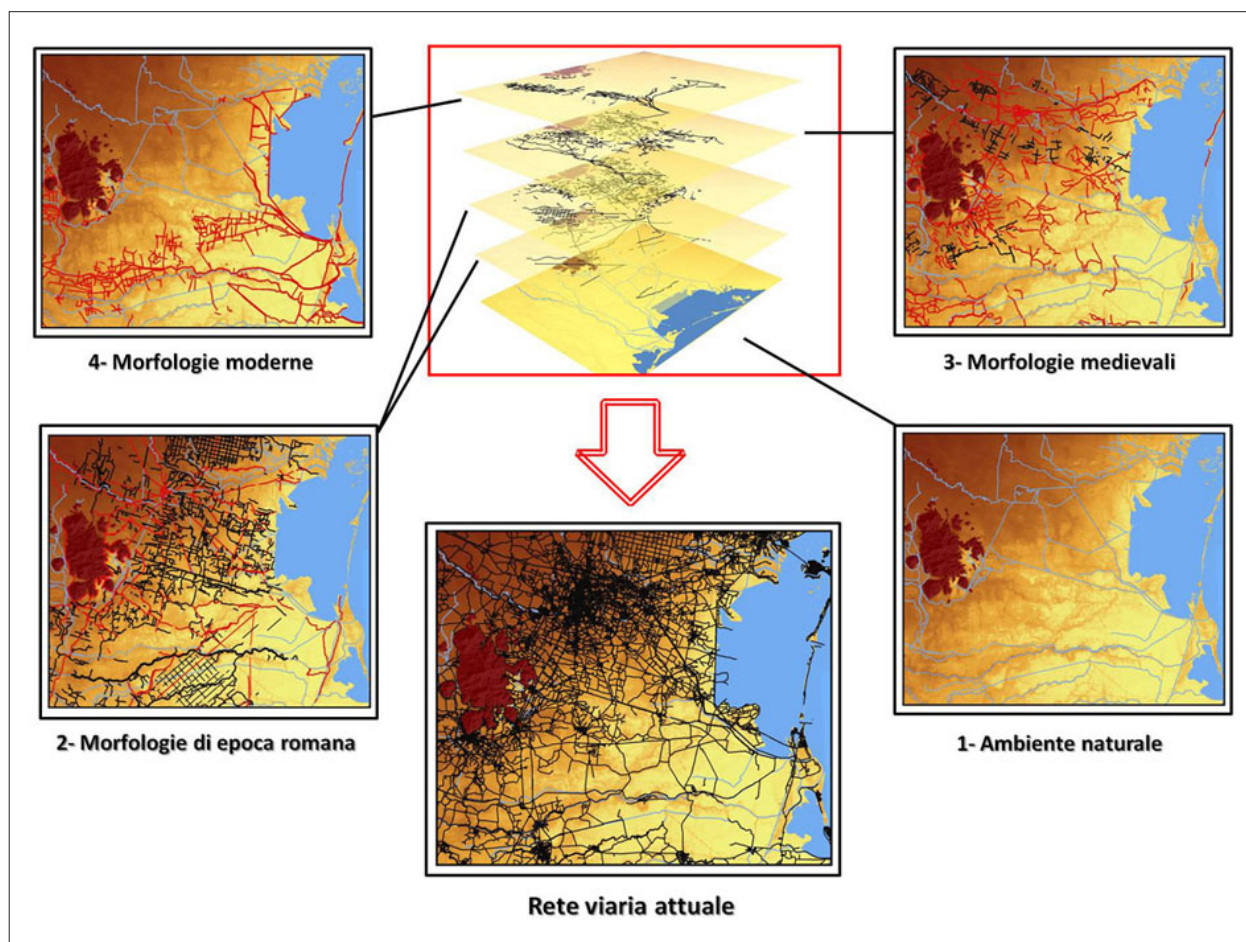 4- Morfologie moderne
3- Morfologie medievali
2- Morfologie di epoca romana
1- Ambiente naturale
Rete viaria attuale